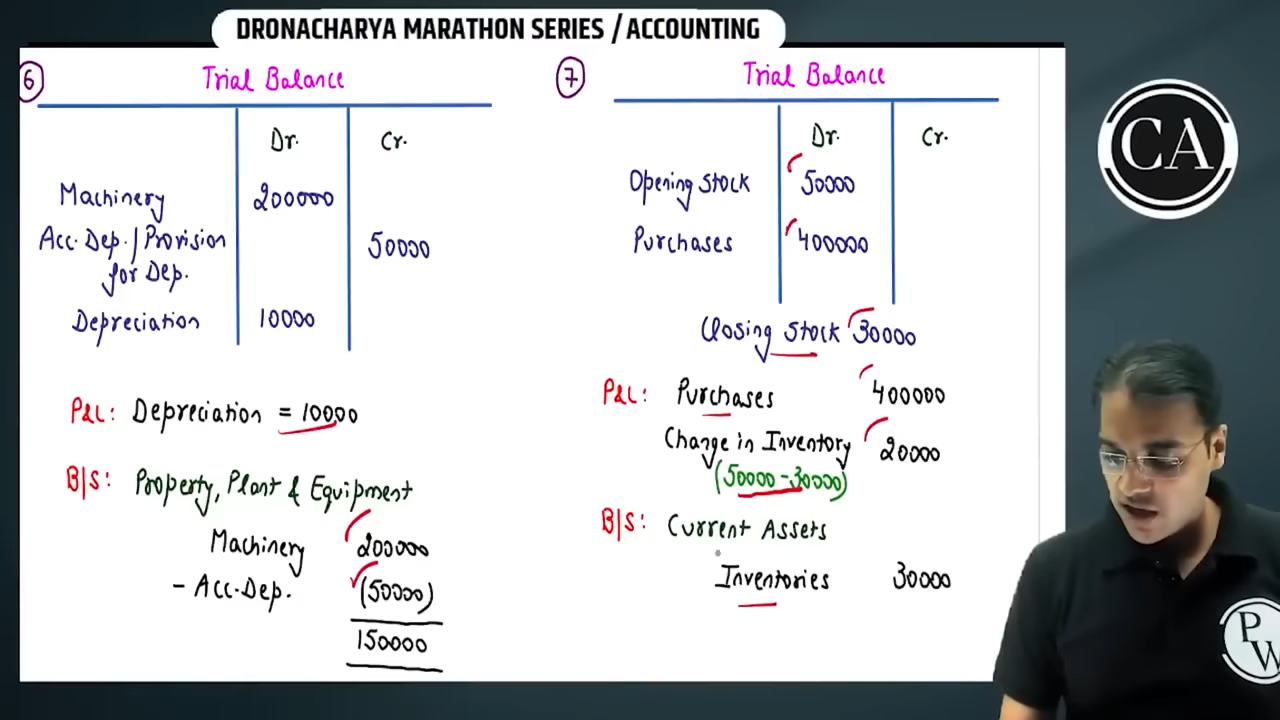 DRONACHARYA MARATHON SERIES / ACCOUNTING
6
Trial Balance
Dr. Cr.
Machinery 200000
Acc. Dep. / Provision for Dep. 50000
Depreciation 10000
P&L: Depreciation = 10000
B|S: Property, Plant & Equipment
Machinery 200000
- Acc. Dep. (50000)
150000
7
Trial Balance
Dr. Cr.
Opening Stock 50000
Purchases 400000
Closing Stock 30000
P&L: Purchases 400000
Change in Inventory 20000
(50000 - 30000)
B|S: Current Assets
Inventories 30000
CA
PW